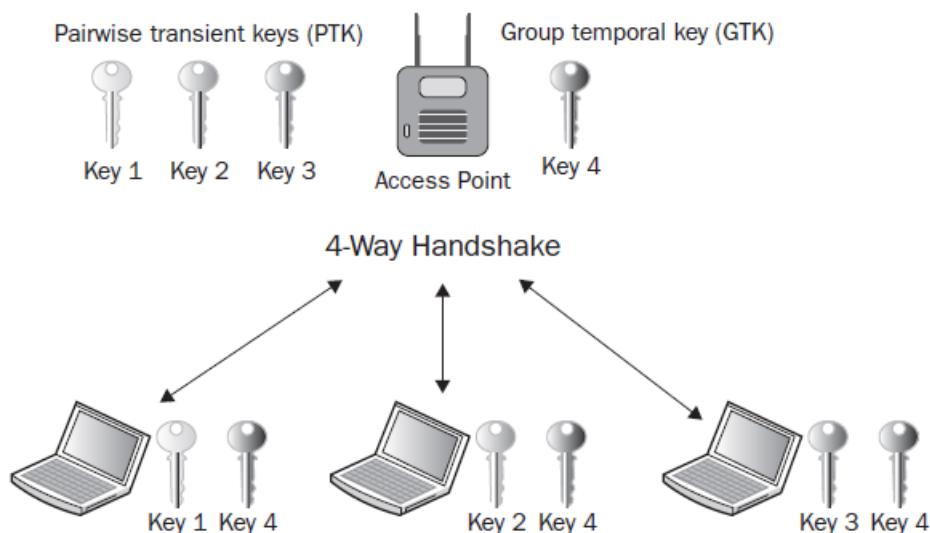 Pairwise transient keys (PTK)
Group temporal key (GTK)
Key 1
Key 2
Key 3
Access Point
Key 4
4-Way Handshake
Key 1 Key 4
Key 2 Key 4
Key 3 Key 4